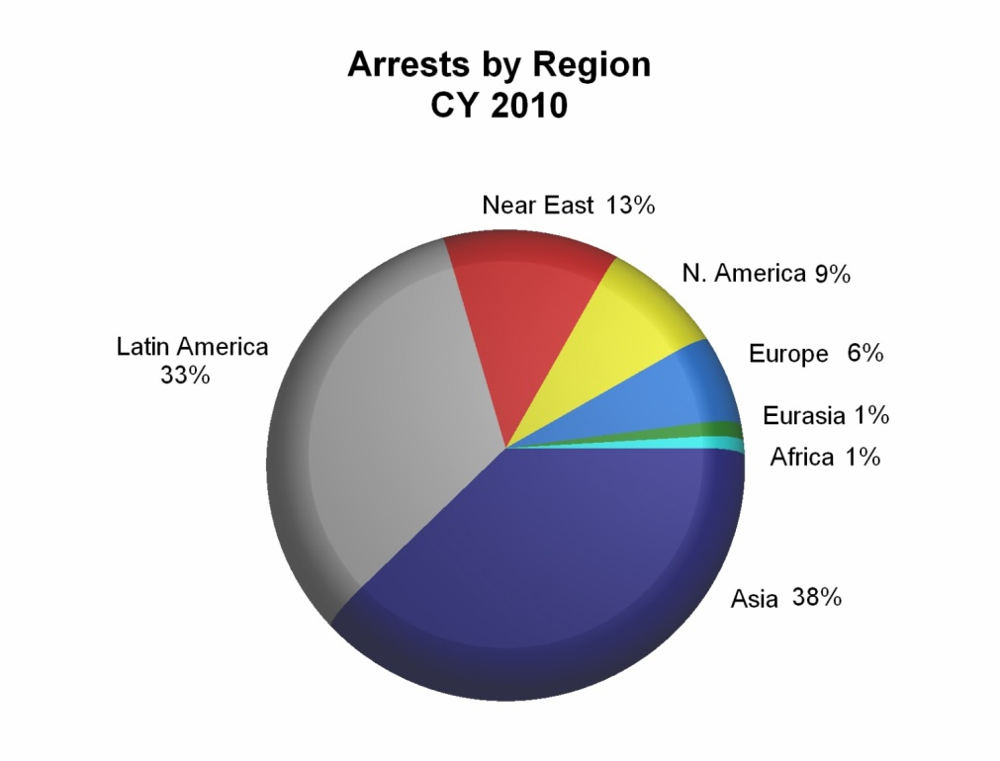 Arrests by Region
CY 2010
Near East 13%
N. America 9%
Latin America
33%
Europe 6%
Eurasia 1%
Africa 1%
Asia 38%